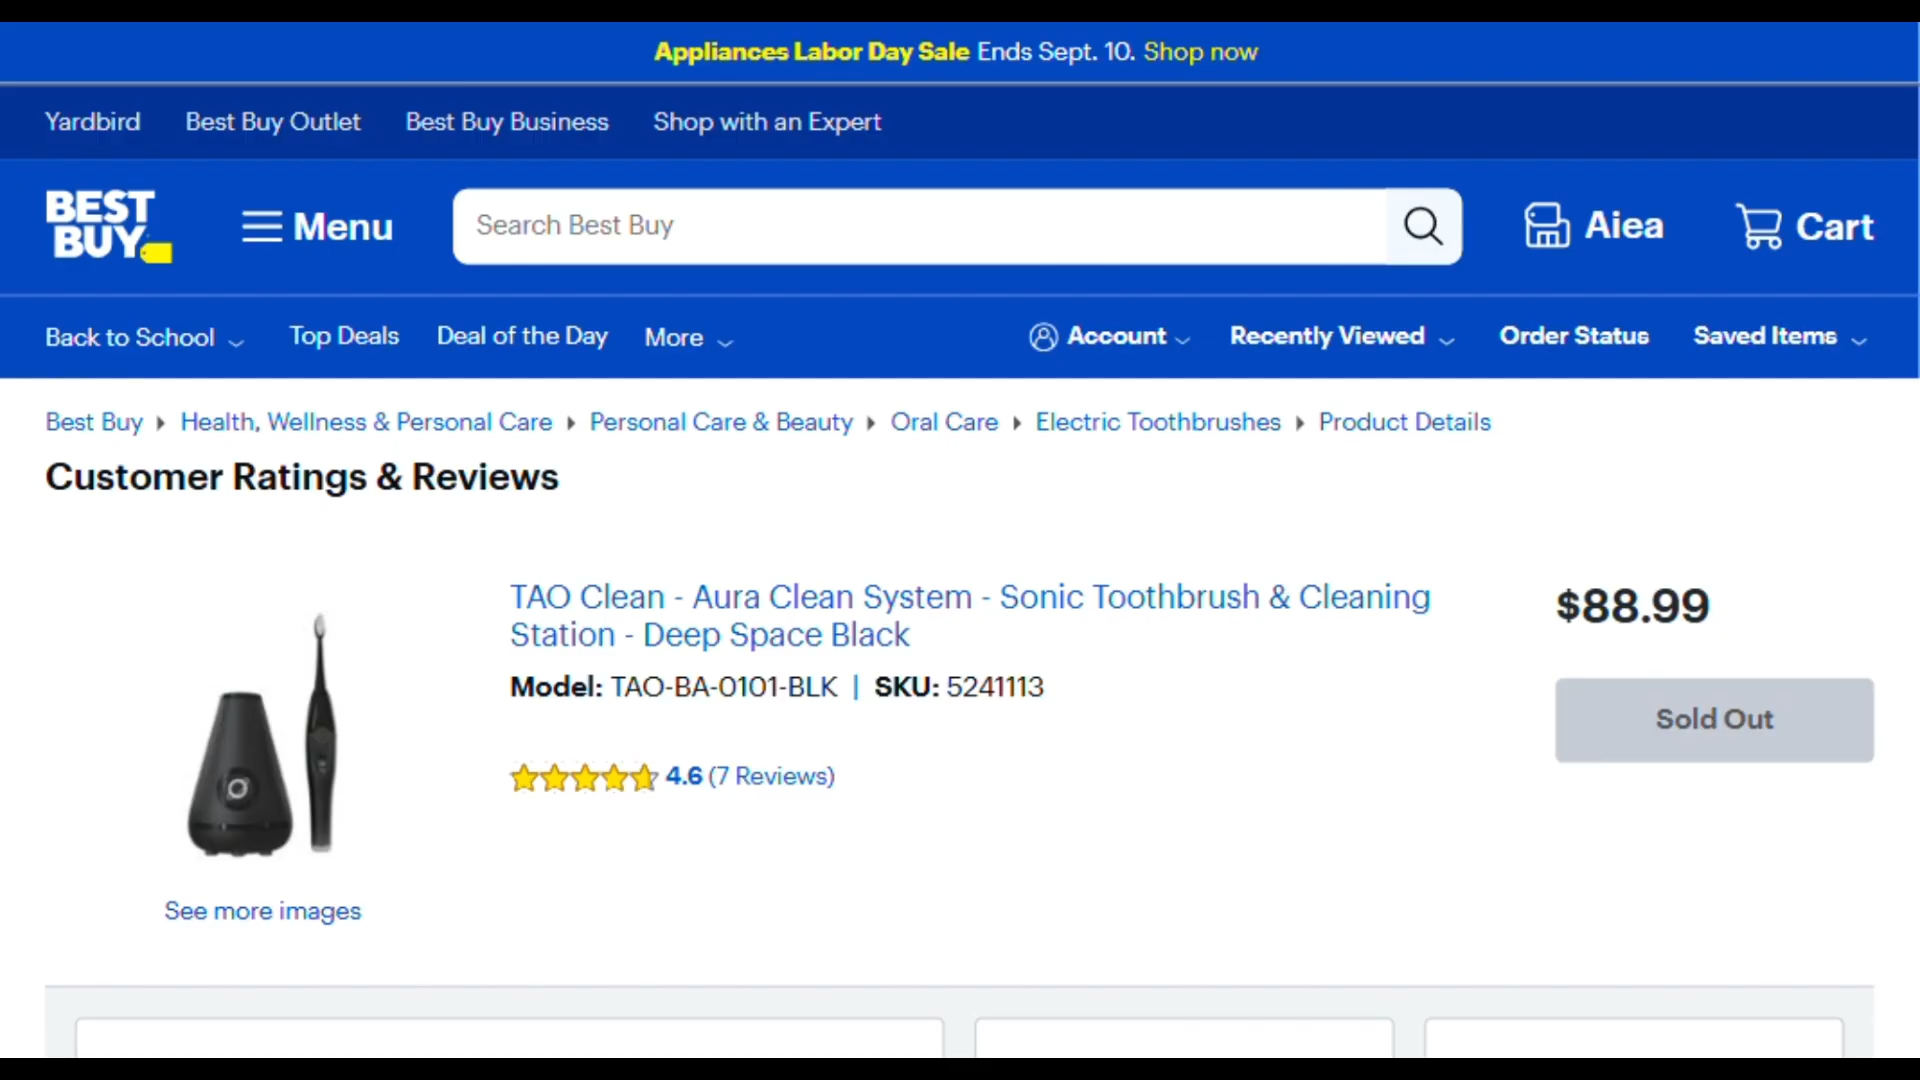 Appliances Labor Day Sale Ends Sept. 10. Shop now
Yardbird Best Buy Outlet Best Buy Business Shop with an Expert
BEST
BUY
Menu
Search Best Buy
Aiea
Cart
Back to School Top Deals Deal of the Day More Account Recently Viewed Order Status Saved Items
Best Buy Health, Wellness & Personal Care Personal Care & Beauty Oral Care Electric Toothbrushes Product Details
Customer Ratings & Reviews
TAO Clean - Aura Clean System - Sonic Toothbrush & Cleaning
Station - Deep Space Black
Model: TAO-BA-0101-BLK | SKU: 5241113
4.6 (7 Reviews)
$88.99
Sold Out
See more images